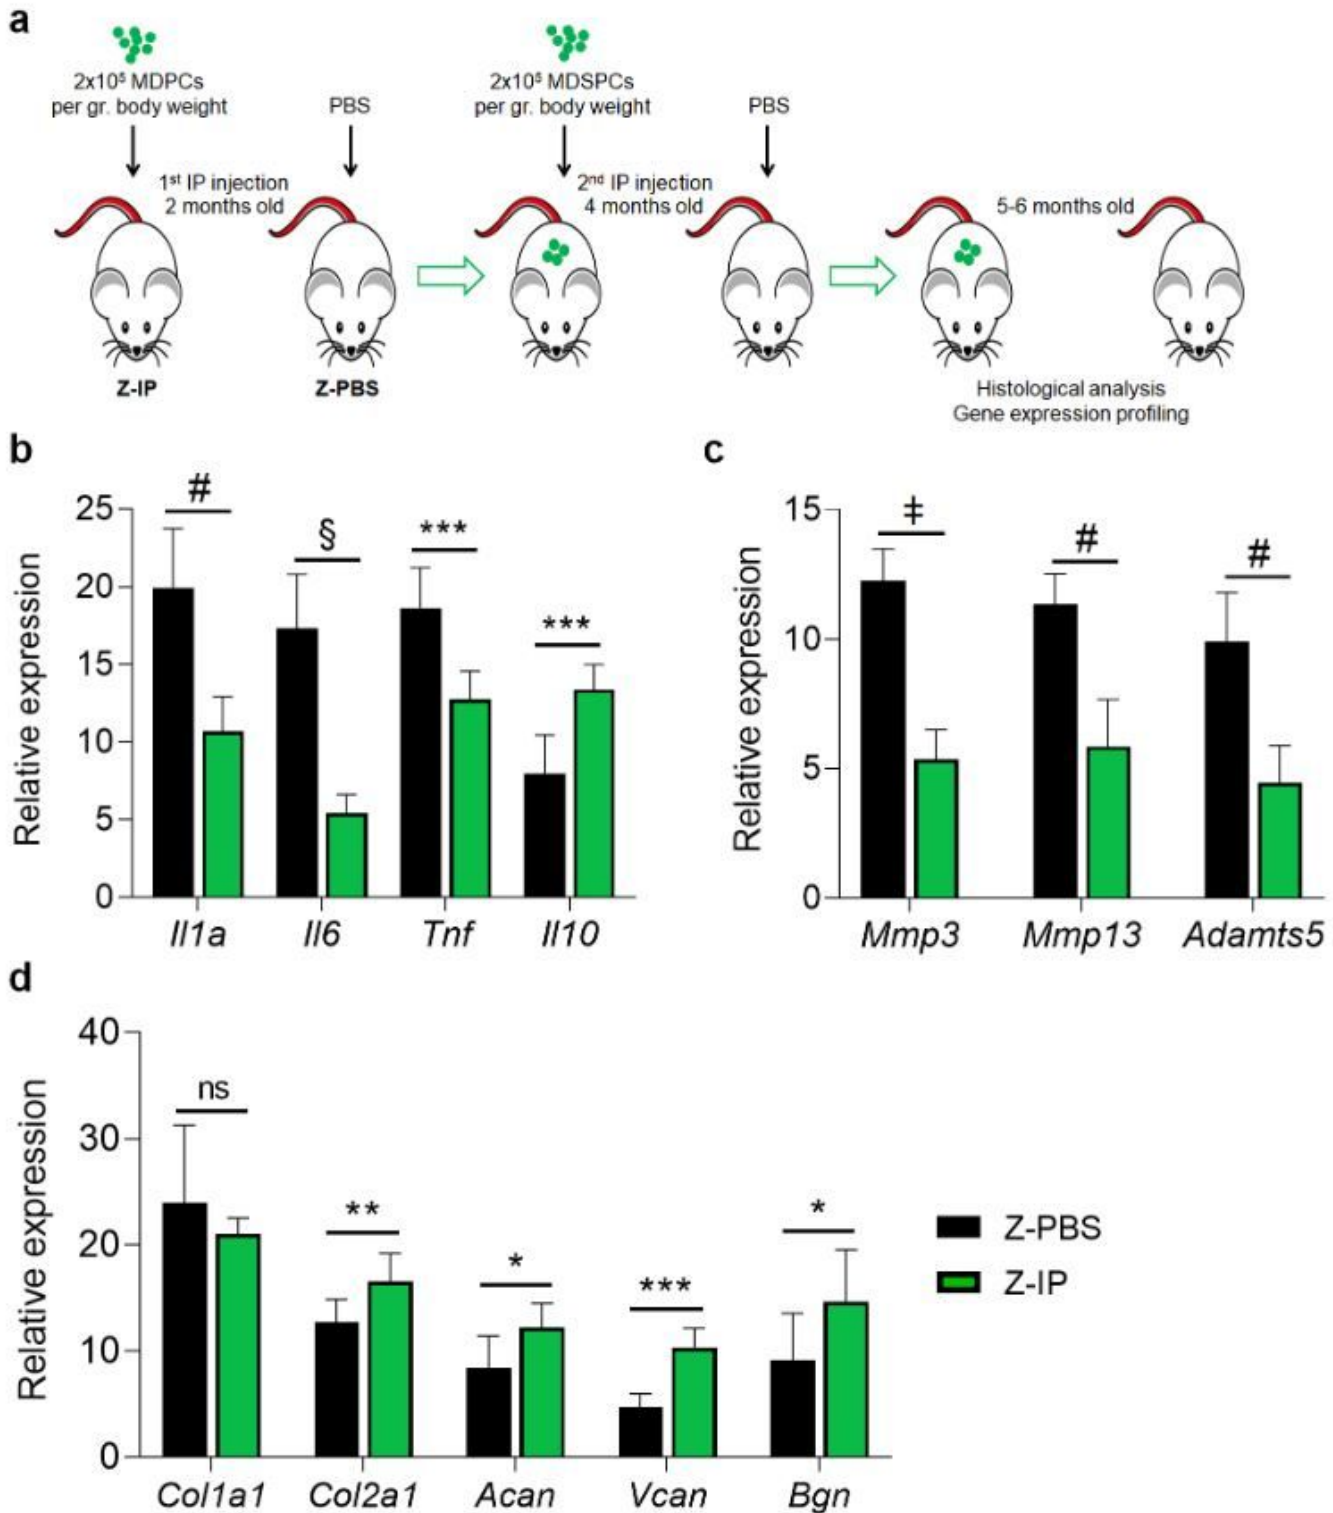 a
2x10⁵ MDPCs
per gr. body weight
PBS
2x10⁵ MDSPCs
per gr. body weight
PBS
1st IP injection
2 months old
2nd IP injection
4 months old
5-6 months old
Z-IP
Z-PBS
Histological analysis
Gene expression profiling
b
Relative expression
25
20
15
10
5
0
#
§
***
***
Il1a
Il6
Tnf
Il10
c
Relative expression
15
10
5
0
‡
#
#
Mmp3
Mmp13
Adamts5
d
Relative expression
40
30
20
10
0
ns
**
*
***
*
Col1a1
Col2a1
Acan
Vcan
Bgn
Z-PBS
Z-IP